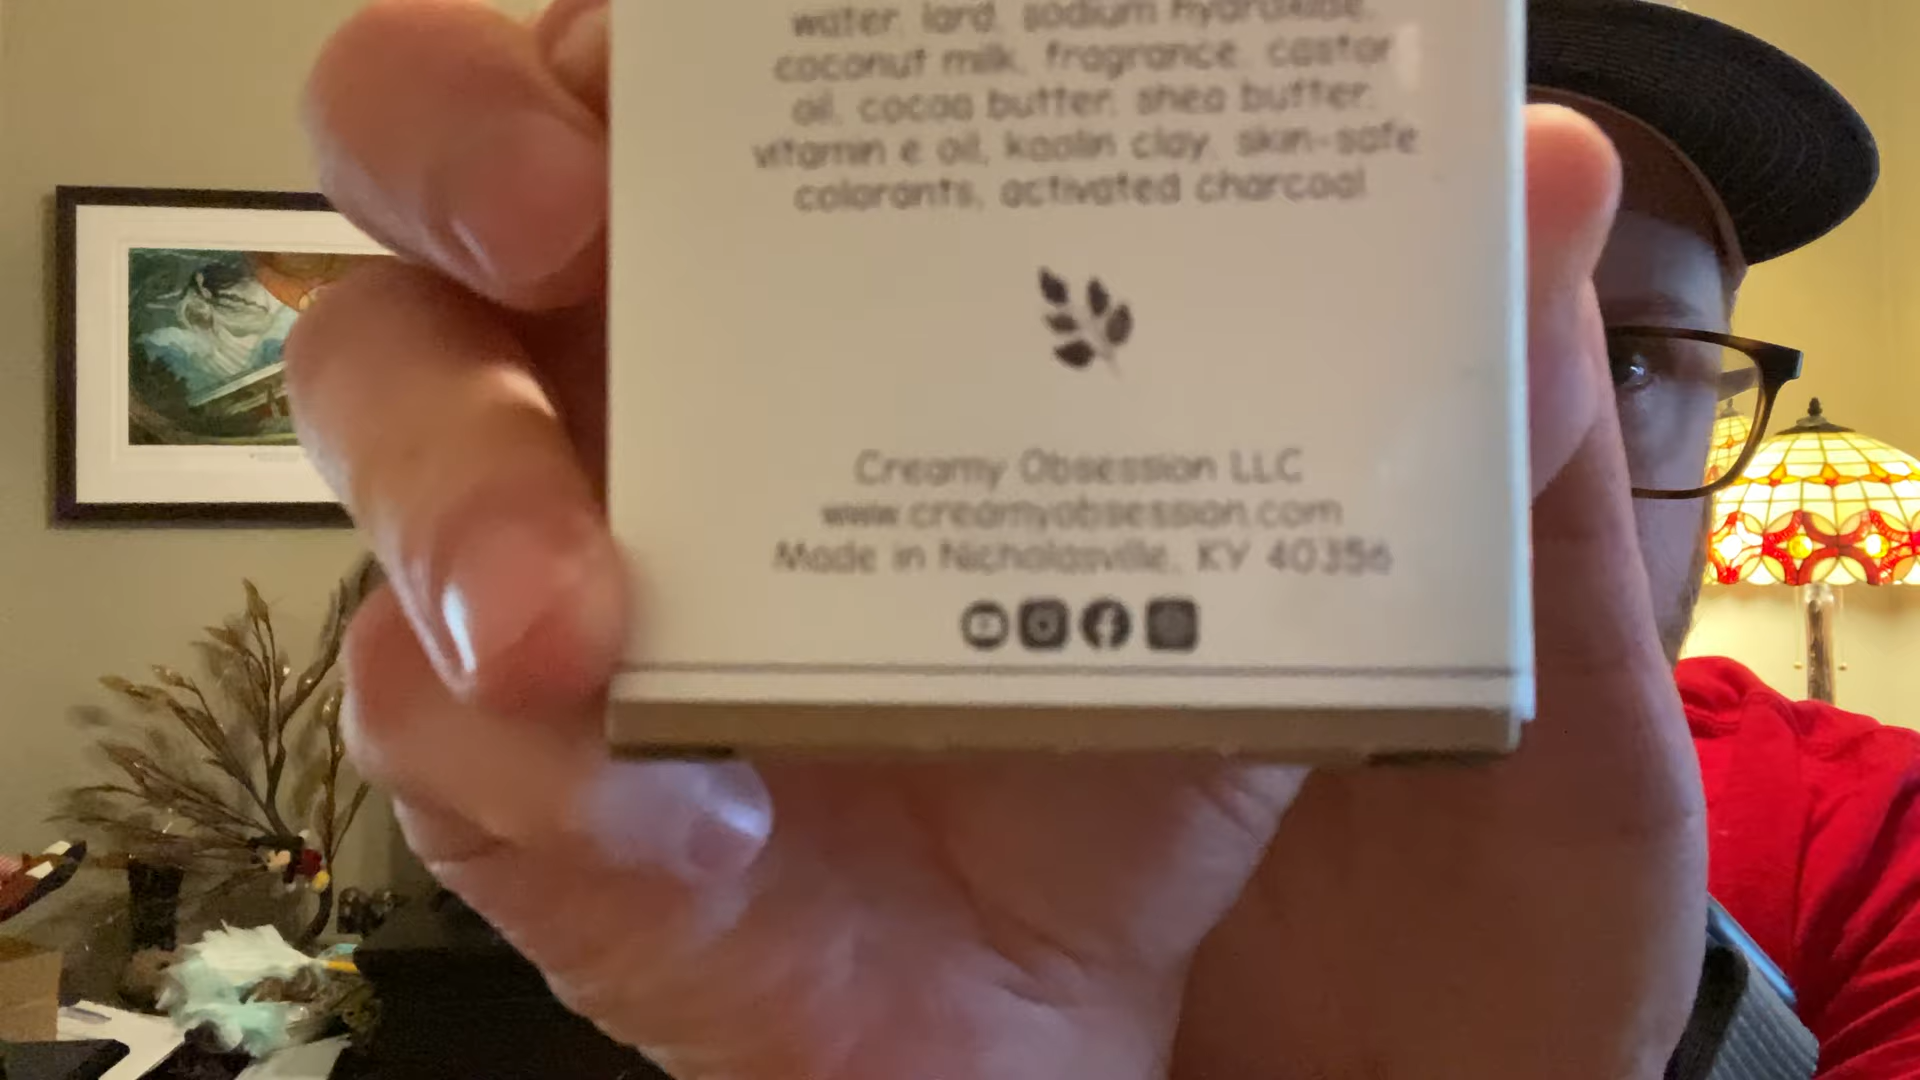 water, lard, sodium hydroxide,
coconut milk, fragrance, castor
oil, cocoa butter, shea butter,
vitamin e oil, kaolin clay, skin-safe
colorants, activated charcoal
Creamy Obsession LLC
www.creamyobsession.com
Made in Nicholasville, KY 40356